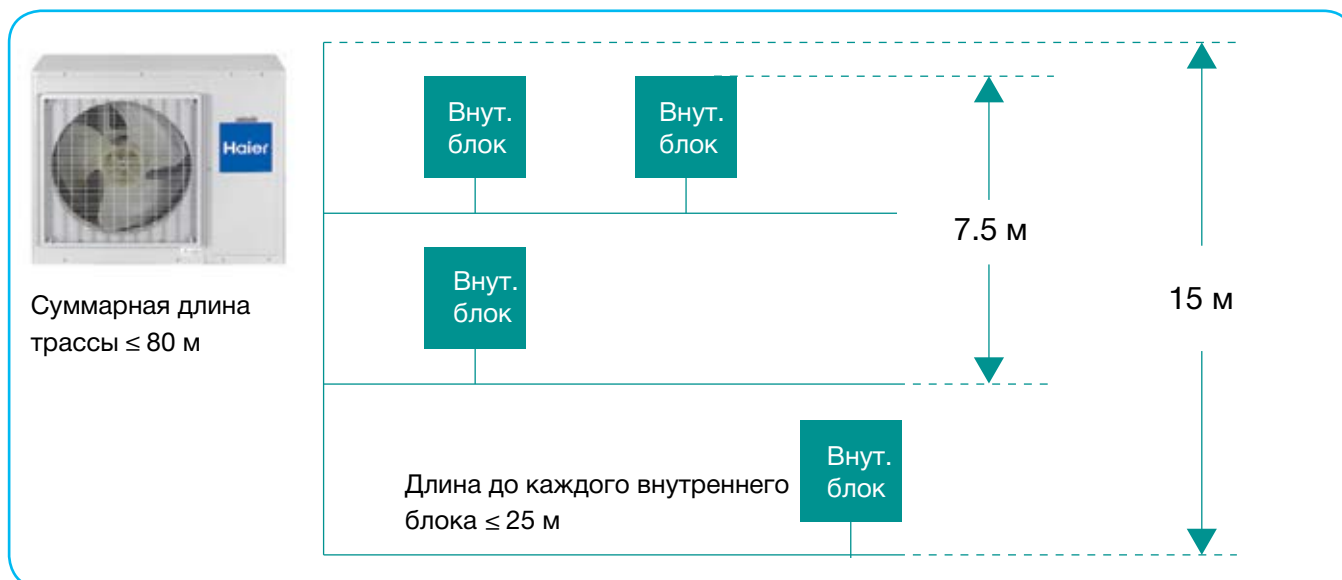 Haier
Суммарная длина
трассы ≤ 80 м
Внут.
блок
Внут.
блок
7.5 м
Внут.
блок
15 м
Внут.
блок
Длина до каждого внутреннего
блока ≤ 25 м